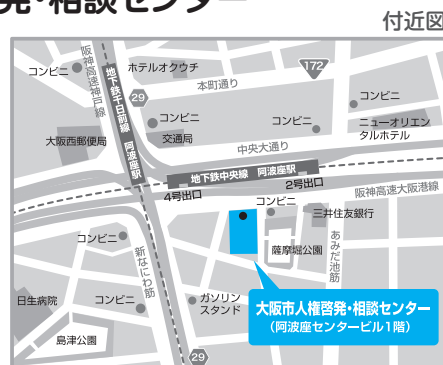 発・相談センター
付近図
阪神高速神戸線
コンビニ
ホテルオクウチ
172
地下鉄千日前線 阿波座駅
29
本町通り
コンビニ
コンビニ
コンビニ
ニューオリエン
タルホテル
大阪西郵便局
交通局
中央大通り
地下鉄中央線 阿波座駅
4号出口
2号出口
阪神高速大阪港線
コンビニ
三井住友銀行
コンビニ
新なにわ筋
薩摩堀公園
あみだ池筋
日生病院
コンビニ
ガソリン
スタンド
大阪市人権啓発・相談センター
(阿波座センタービル1階)
島津公園
29